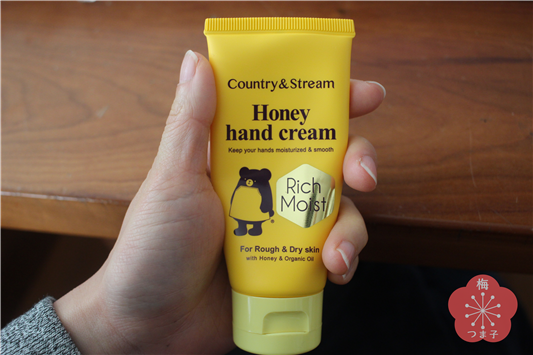 Country&Stream
Honey
hand cream
Keep your hands moisturized & smooth
Rich
Moist
For Rough & Dry skin
with Honey & Organic Oil
梅
つま子